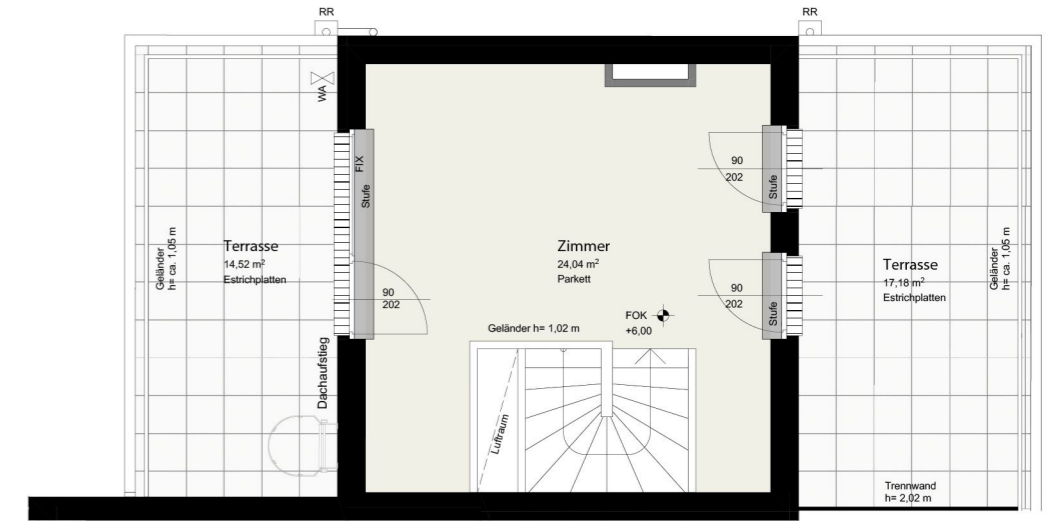 RR
RR
WA
FIX
Stufe
90
202
Stufe
Geländer
h= ca. 1,05 m
Terrasse
14,52 m²
Estrichplatten
Zimmer
24,04 m²
Parkett
Terrasse
17,18 m²
Estrichplatten
Geländer
h= ca. 1,05 m
90
202
90
202
Stufe
FOK
+6,00
Geländer h= 1,02 m
Dachaufstieg
Luftraum
Trennwand
h= 2,02 m